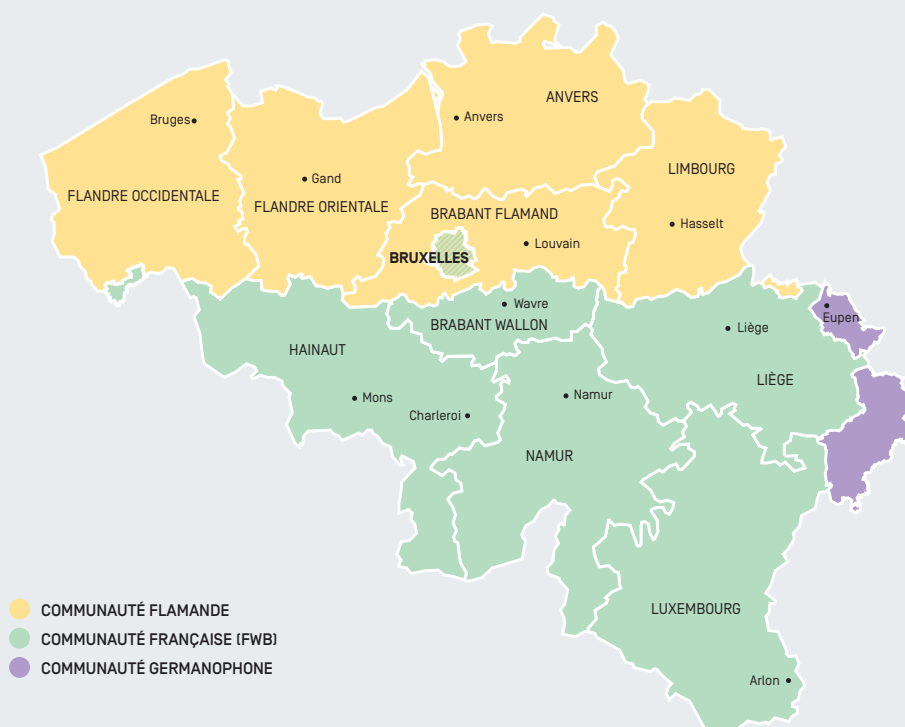 ANVERS
Bruges
Anvers
LIMBOURG
Gand
FLANDRE OCCIDENTALE
FLANDRE ORIENTALE
BRABANT FLAMAND
Hasselt
Louvain
BRUXELLES
Wavre
Eupen
BRABANT WALLON
Liège
HAINAUT
LIÈGE
Mons
Namur
Charleroi
NAMUR
LUXEMBOURG
Arlon
COMMUNAUTÉ FLAMANDE
COMMUNAUTÉ FRANÇAISE (FWB)
COMMUNAUTÉ GERMANOPHONE